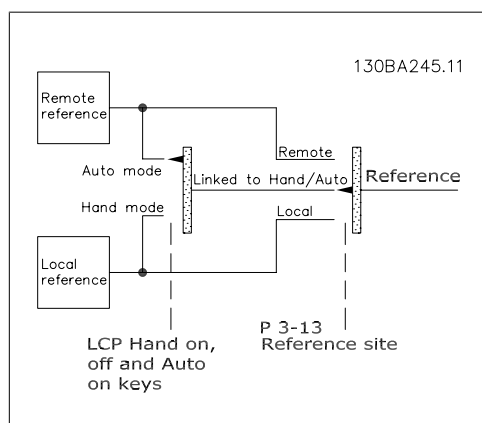 130BA245.11
Remote
reference
Remote
Auto mode
Linked to Hand/Auto
Reference
Hand mode
Local
Local
reference
LCP Hand on,
off and Auto
on keys
P 3-13
Reference site